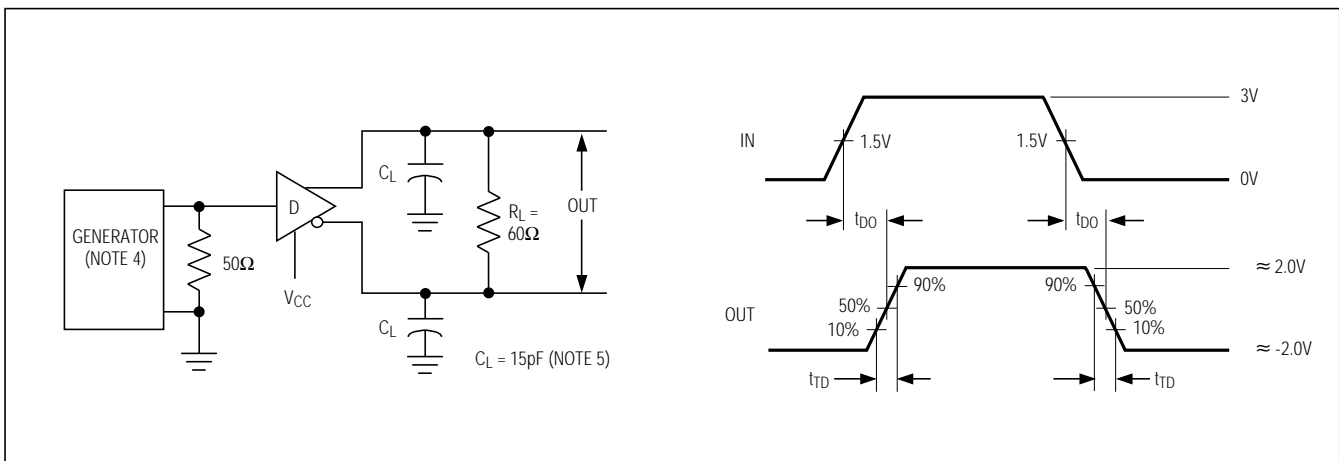 GENERATOR
(NOTE 4)
50Ω
D
VCC
CL
CL
RL =
60Ω
OUT
CL = 15pF (NOTE 5)
IN
1.5V
1.5V
3V
0V
tDO
tDO
OUT
90%
50%
10%
90%
50%
10%
≈ 2.0V
≈ -2.0V
tTD
tTD